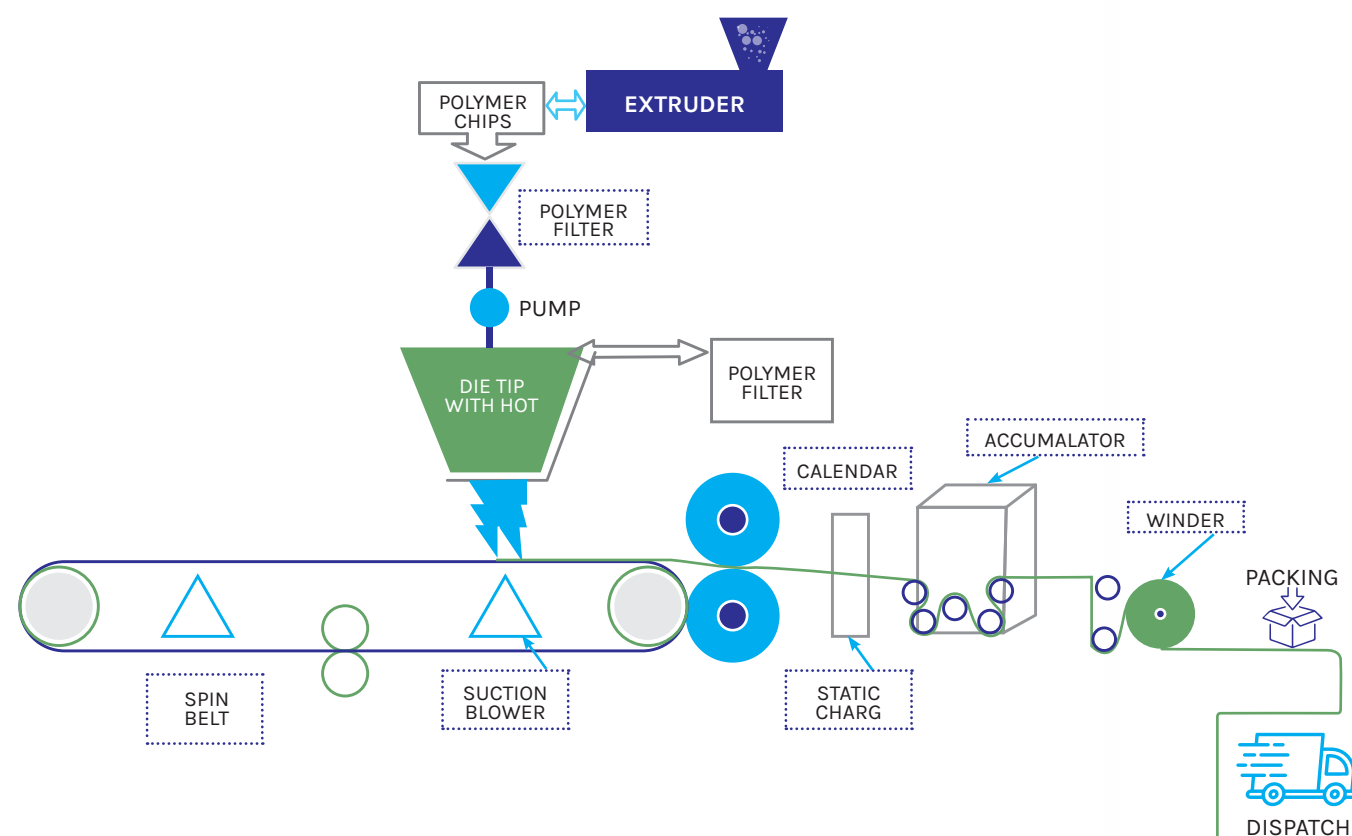 POLYMER
CHIPS
EXTRUDER
POLYMER
FILTER
PUMP
DIE TIP
WITH HOT
POLYMER
FILTER
ACCUMALATOR
CALENDAR
WINDER
PACKING
SPIN
BELT
SUCTION
BLOWER
STATIC
CHARG
DISPATCH